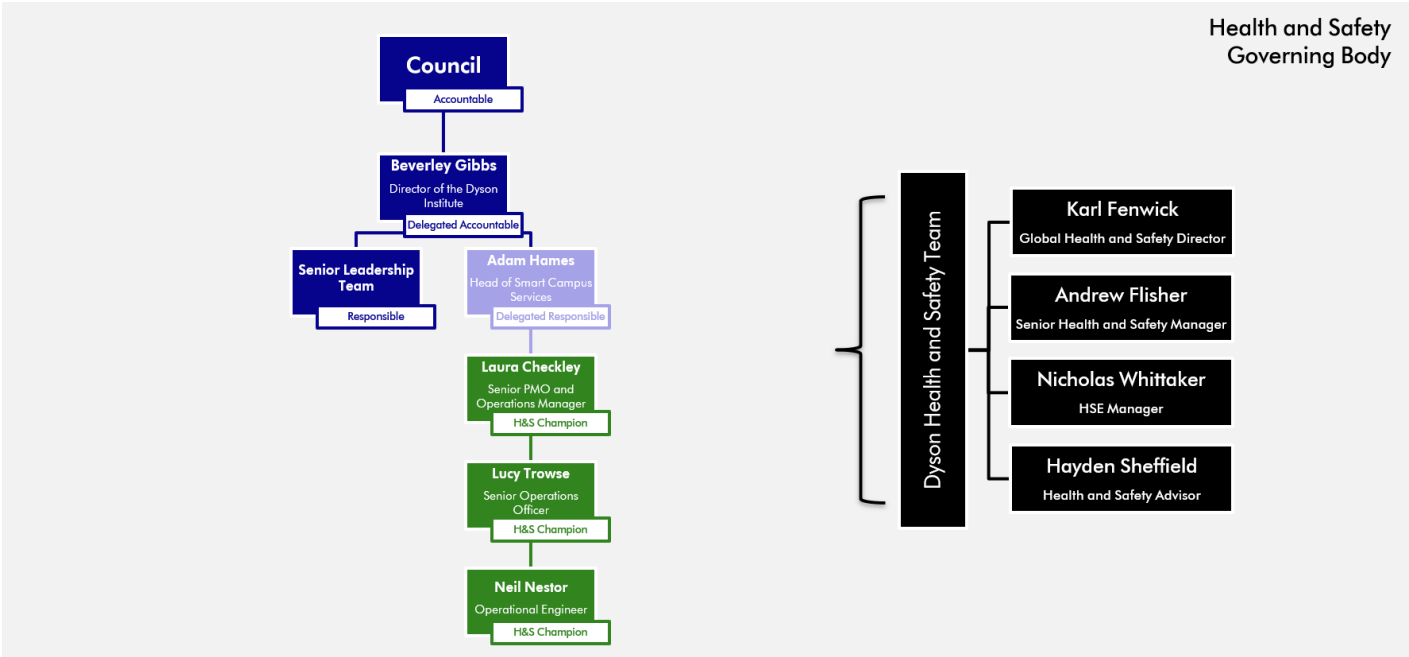 Health and Safety
Governing Body
Council
Accountable
Beverley Gibbs
Director of the Dyson
Institute
Delegated Accountable
Senior Leadership
Team
Responsible
Adam Hames
Head of Smart Campus
Services
Delegated Responsible
Laura Checkley
Senior PMO and
Operations Manager
H&S Champion
Lucy Trowse
Senior Operations
Officer
H&S Champion
Neil Nestor
Operational Engineer
H&S Champion
Dyson Health and Safety Team
Karl Fenwick
Global Health and Safety Director
Andrew Flisher
Senior Health and Safety Manager
Nicholas Whittaker
HSE Manager
Hayden Sheffield
Health and Safety Advisor